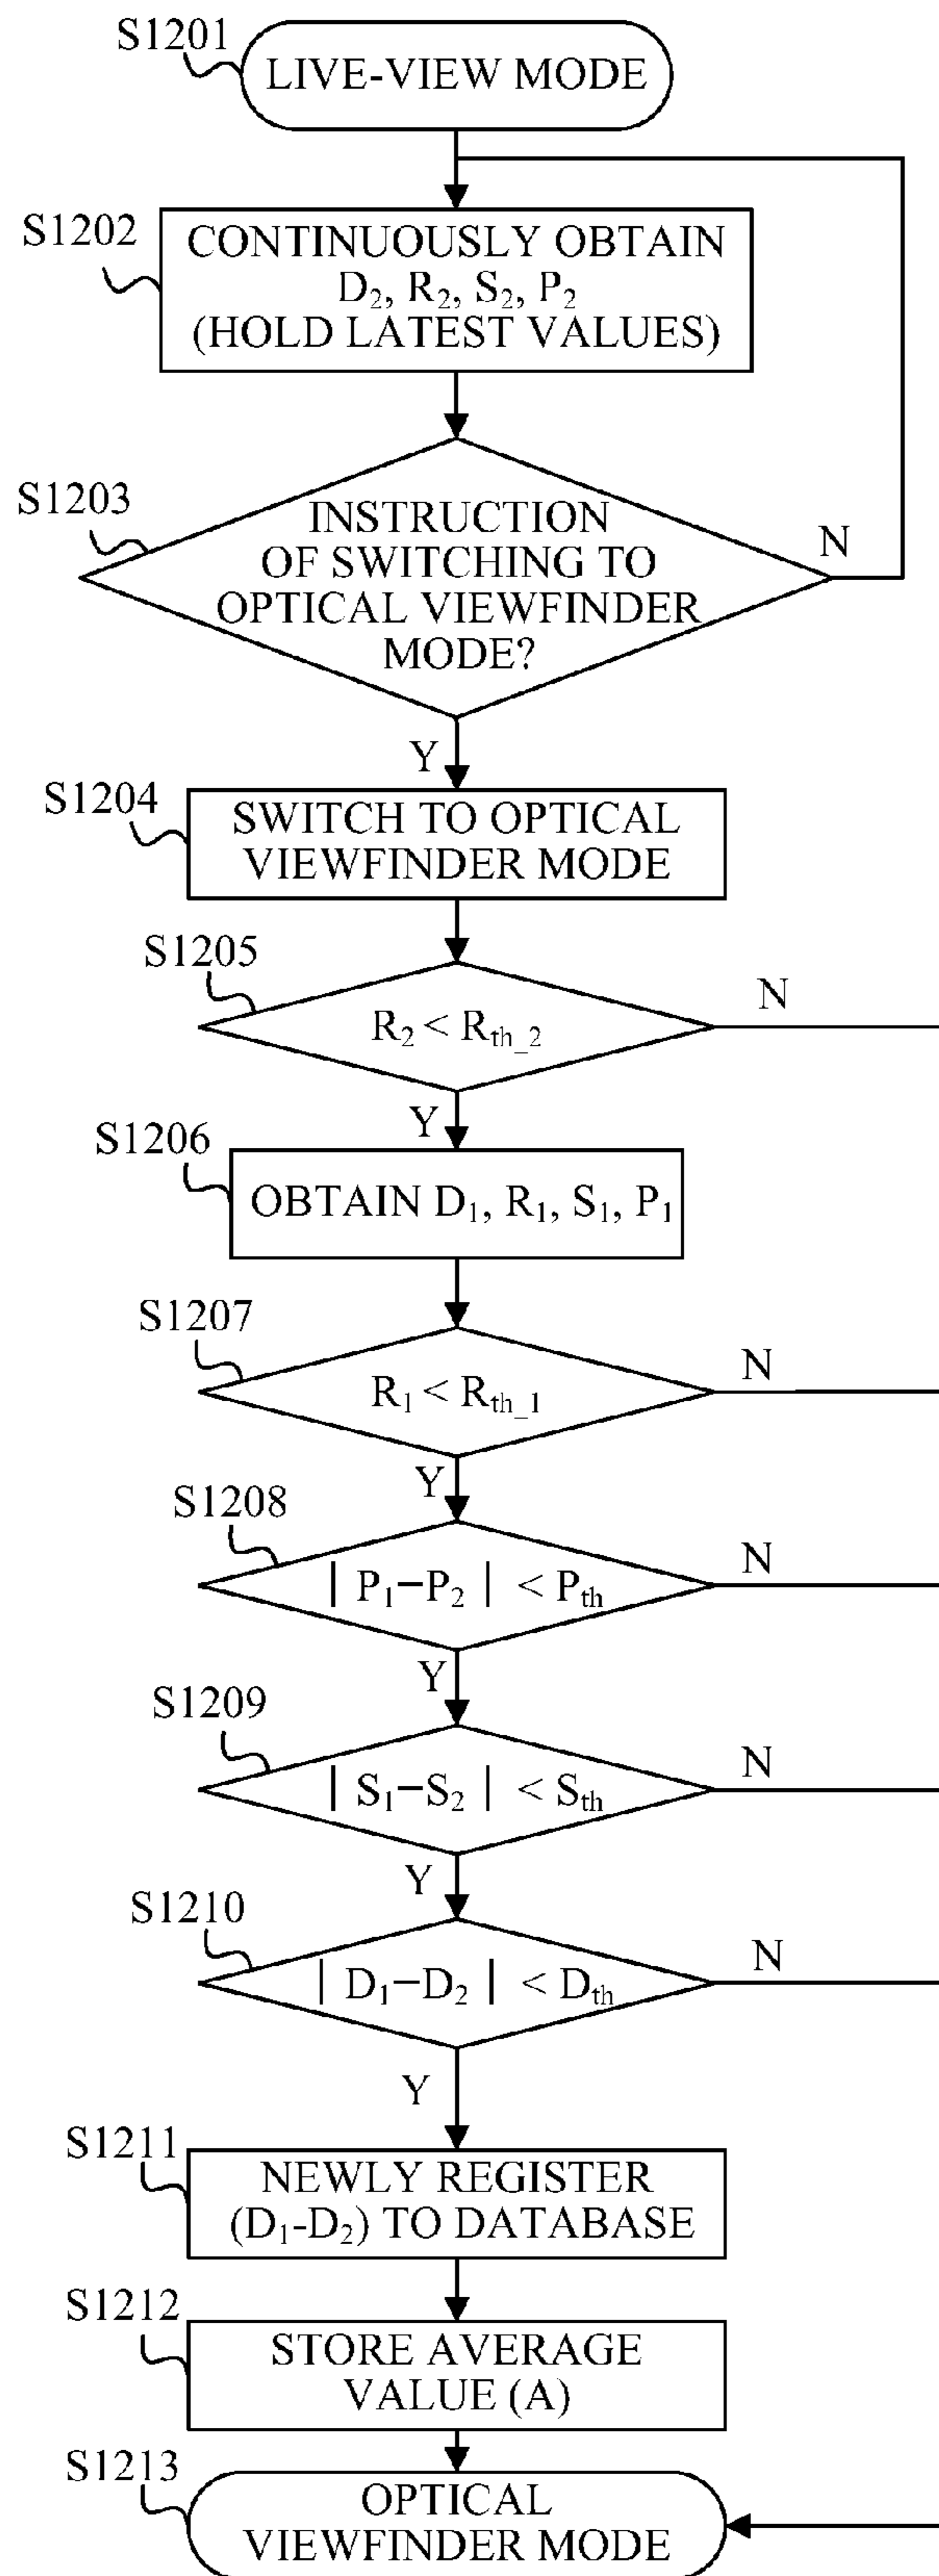 S1201
LIVE-VIEW MODE
S1202
CONTINUOUSLY OBTAIN
D₂, R₂, S₂, P₂
(HOLD LATEST VALUES)
S1203
INSTRUCTION
OF SWITCHING TO
OPTICAL VIEWFINDER
MODE?
N
Y
S1204
SWITCH TO OPTICAL
VIEWFINDER MODE
S1205
R₂ < Rth_2
N
Y
S1206
OBTAIN D₁, R₁, S₁, P₁
S1207
R₁ < Rth_1
N
Y
S1208
| P₁−P₂ | < Pth
N
Y
S1209
| S₁−S₂ | < Sth
N
Y
S1210
| D₁−D₂ | < Dth
N
Y
S1211
NEWLY REGISTER
(D₁-D₂) TO DATABASE
S1212
STORE AVERAGE
VALUE (A)
S1213
OPTICAL
VIEWFINDER MODE